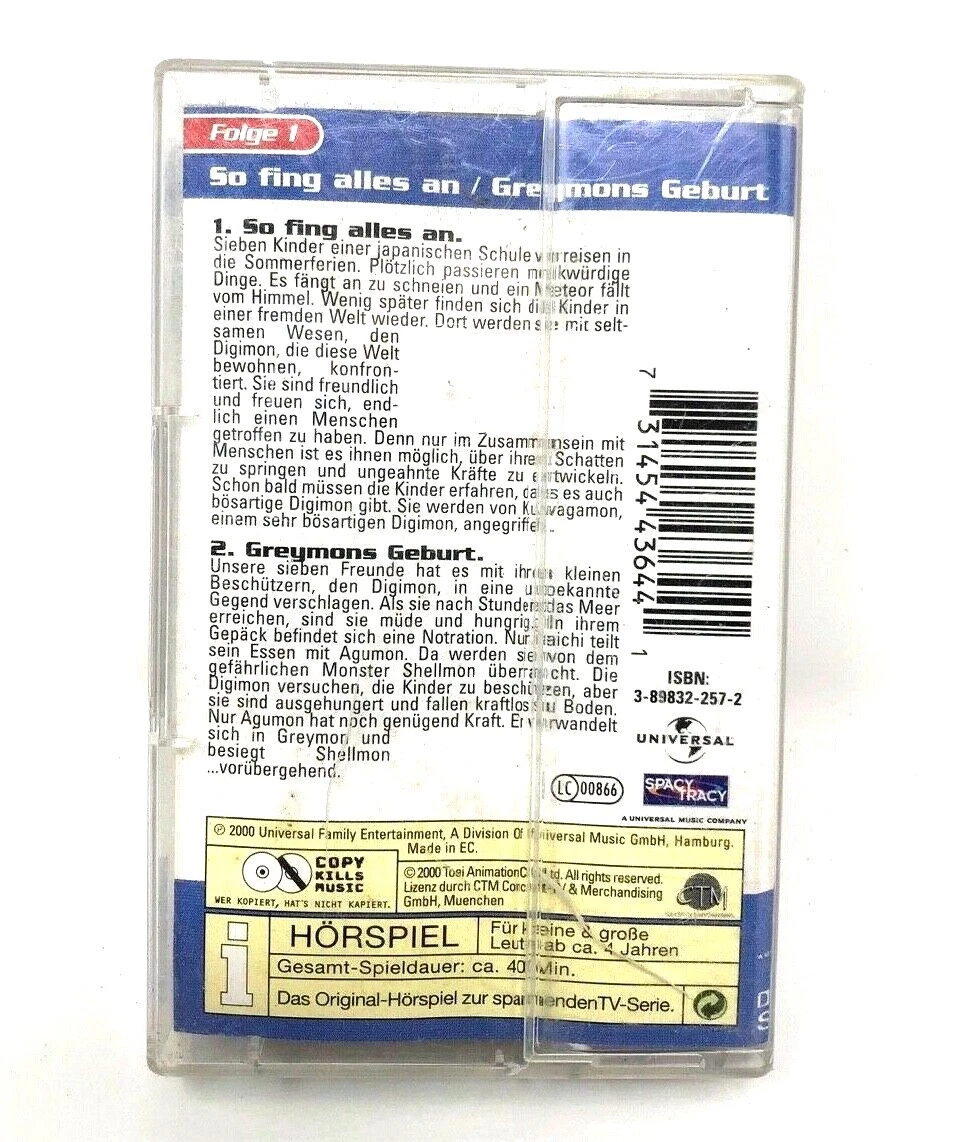 Folge 1
So fing alles an / Greymons Geburt
1. So fing alles an.
Sieben Kinder einer japanischen Schule verreisen in
die Sommerferien. Plötzlich passieren merkwürdige
Dinge. Es fängt an zu schneien und ein Meteor fällt
vom Himmel. Wenig später finden sich die Kinder in
einer fremden Welt wieder. Dort werden sie mit selt-
samen Wesen, den
Digimon, die diese Welt
bewohnen, konfron-
tiert. Sie sind freundlich
und freuen sich, end-
lich einen Menschen
getroffen zu haben. Denn nur im Zusammensein mit
Menschen ist es ihnen möglich, über ihren Schatten
zu springen und ungeahnte Kräfte zu entwickeln.
Schon bald müssen die Kinder erfahren, dass es auch
bösartige Digimon gibt. Sie werden von Kuwagamon,
einem sehr bösartigen Digimon, angegriffen...
2. Greymons Geburt.
Unsere sieben Freunde hat es mit ihren kleinen
Beschützern, den Digimon, in eine unbekannte
Gegend verschlagen. Als sie nach Stunden das Meer
erreichen, sind sie müde und hungrig. In ihrem
Gepäck befindet sich eine Notration. Nur Taichi teilt
sein Essen mit Agumon. Da werden sie von dem
gefährlichen Monster Shellmon überrascht. Die
Digimon versuchen, die Kinder zu beschützen, aber
sie sind ausgehungert und fallen kraftlos zu Boden.
Nur Agumon hat noch genügend Kraft. Er verwandelt
sich in Greymon und
besiegt Shellmon
...vorübergehend.
7 31454 43644 1
ISBN:
3-89832-257-2
UNIVERSAL
LC 00866
SPACY
TRACY
A UNIVERSAL MUSIC COMPANY
℗ 2000 Universal Family Entertainment, A Division Of Universal Music GmbH, Hamburg.
Made in EC.
COPY
KILLS
MUSIC
WER KOPIERT, HAT'S NICHT KAPIERT.
© 2000 Toei Animation Co. Ltd. All rights reserved.
Lizenz durch CTM Concept-TV & Merchandising
GmbH, Muenchen
CTM
i
HÖRSPIEL
Für kleine & große
Leute ab ca. 4 Jahren
Gesamt-Spieldauer: ca. 40 Min.
Das Original-Hörspiel zur spannenden TV-Serie.